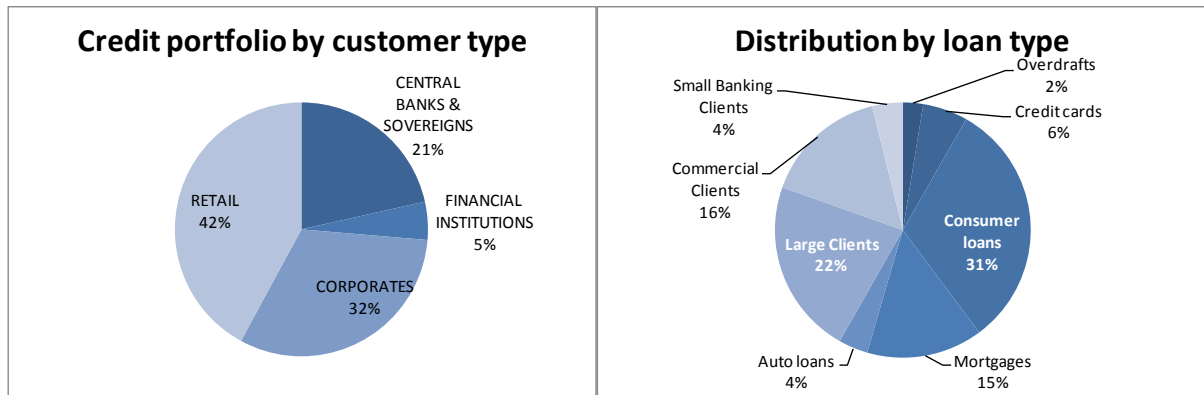 Credit portfolio by customer type
CENTRAL
BANKS &
SOVEREIGNS
21%
FINANCIAL
INSTITUTIONS
5%
CORPORATES
32%
RETAIL
42%
Distribution by loan type
Overdrafts
2%
Credit cards
6%
Consumer
loans
31%
Mortgages
15%
Auto loans
4%
Large Clients
22%
Commercial
Clients
16%
Small Banking
Clients
4%